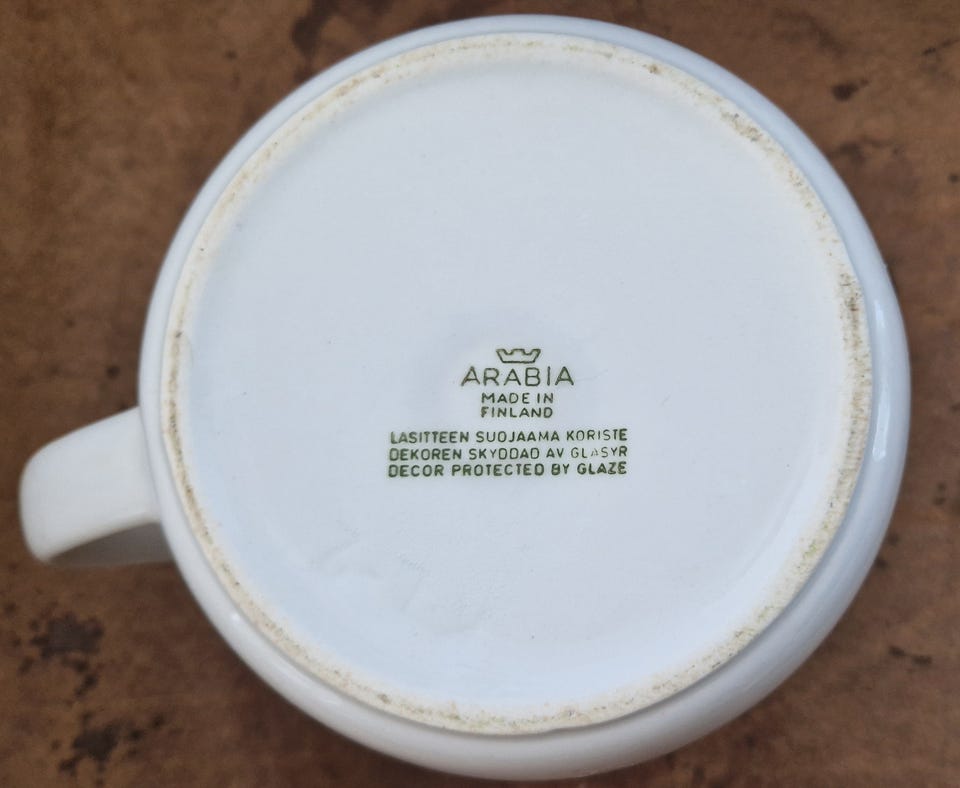 ARABIA
MADE IN
FINLAND
LASITTEEN SUOJAAMA KORISTE
DEKOREN SKYDDAD AV GLASYR
DECOR PROTECTED BY GLAZE